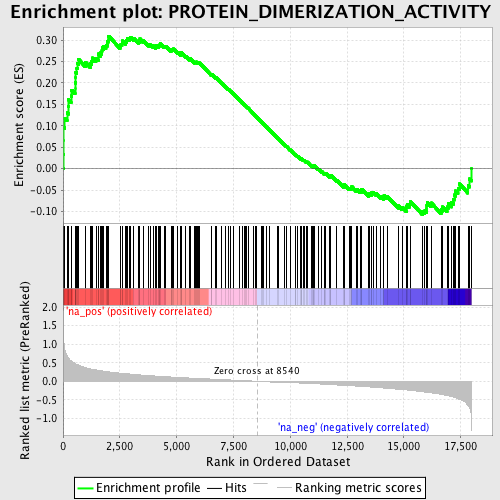 Enrichment plot: PROTEIN_DIMERIZATION_ACTIVITY
Enrichment score (ES)
0.30
0.25
0.20
0.15
0.10
0.05
0.00
-0.05
-0.10
'na_pos' (positively correlated)
Ranked list metric (PreRanked)
2.0
1.5
1.0
0.5
0.0
-0.5
-1.0
Zero cross at 8540
'na_neg' (negatively correlated)
0 2,500 5,000 7,500 10,000 12,500 15,000 17,500
Rank in Ordered Dataset
Enrichment profile Hits Ranking metric scores